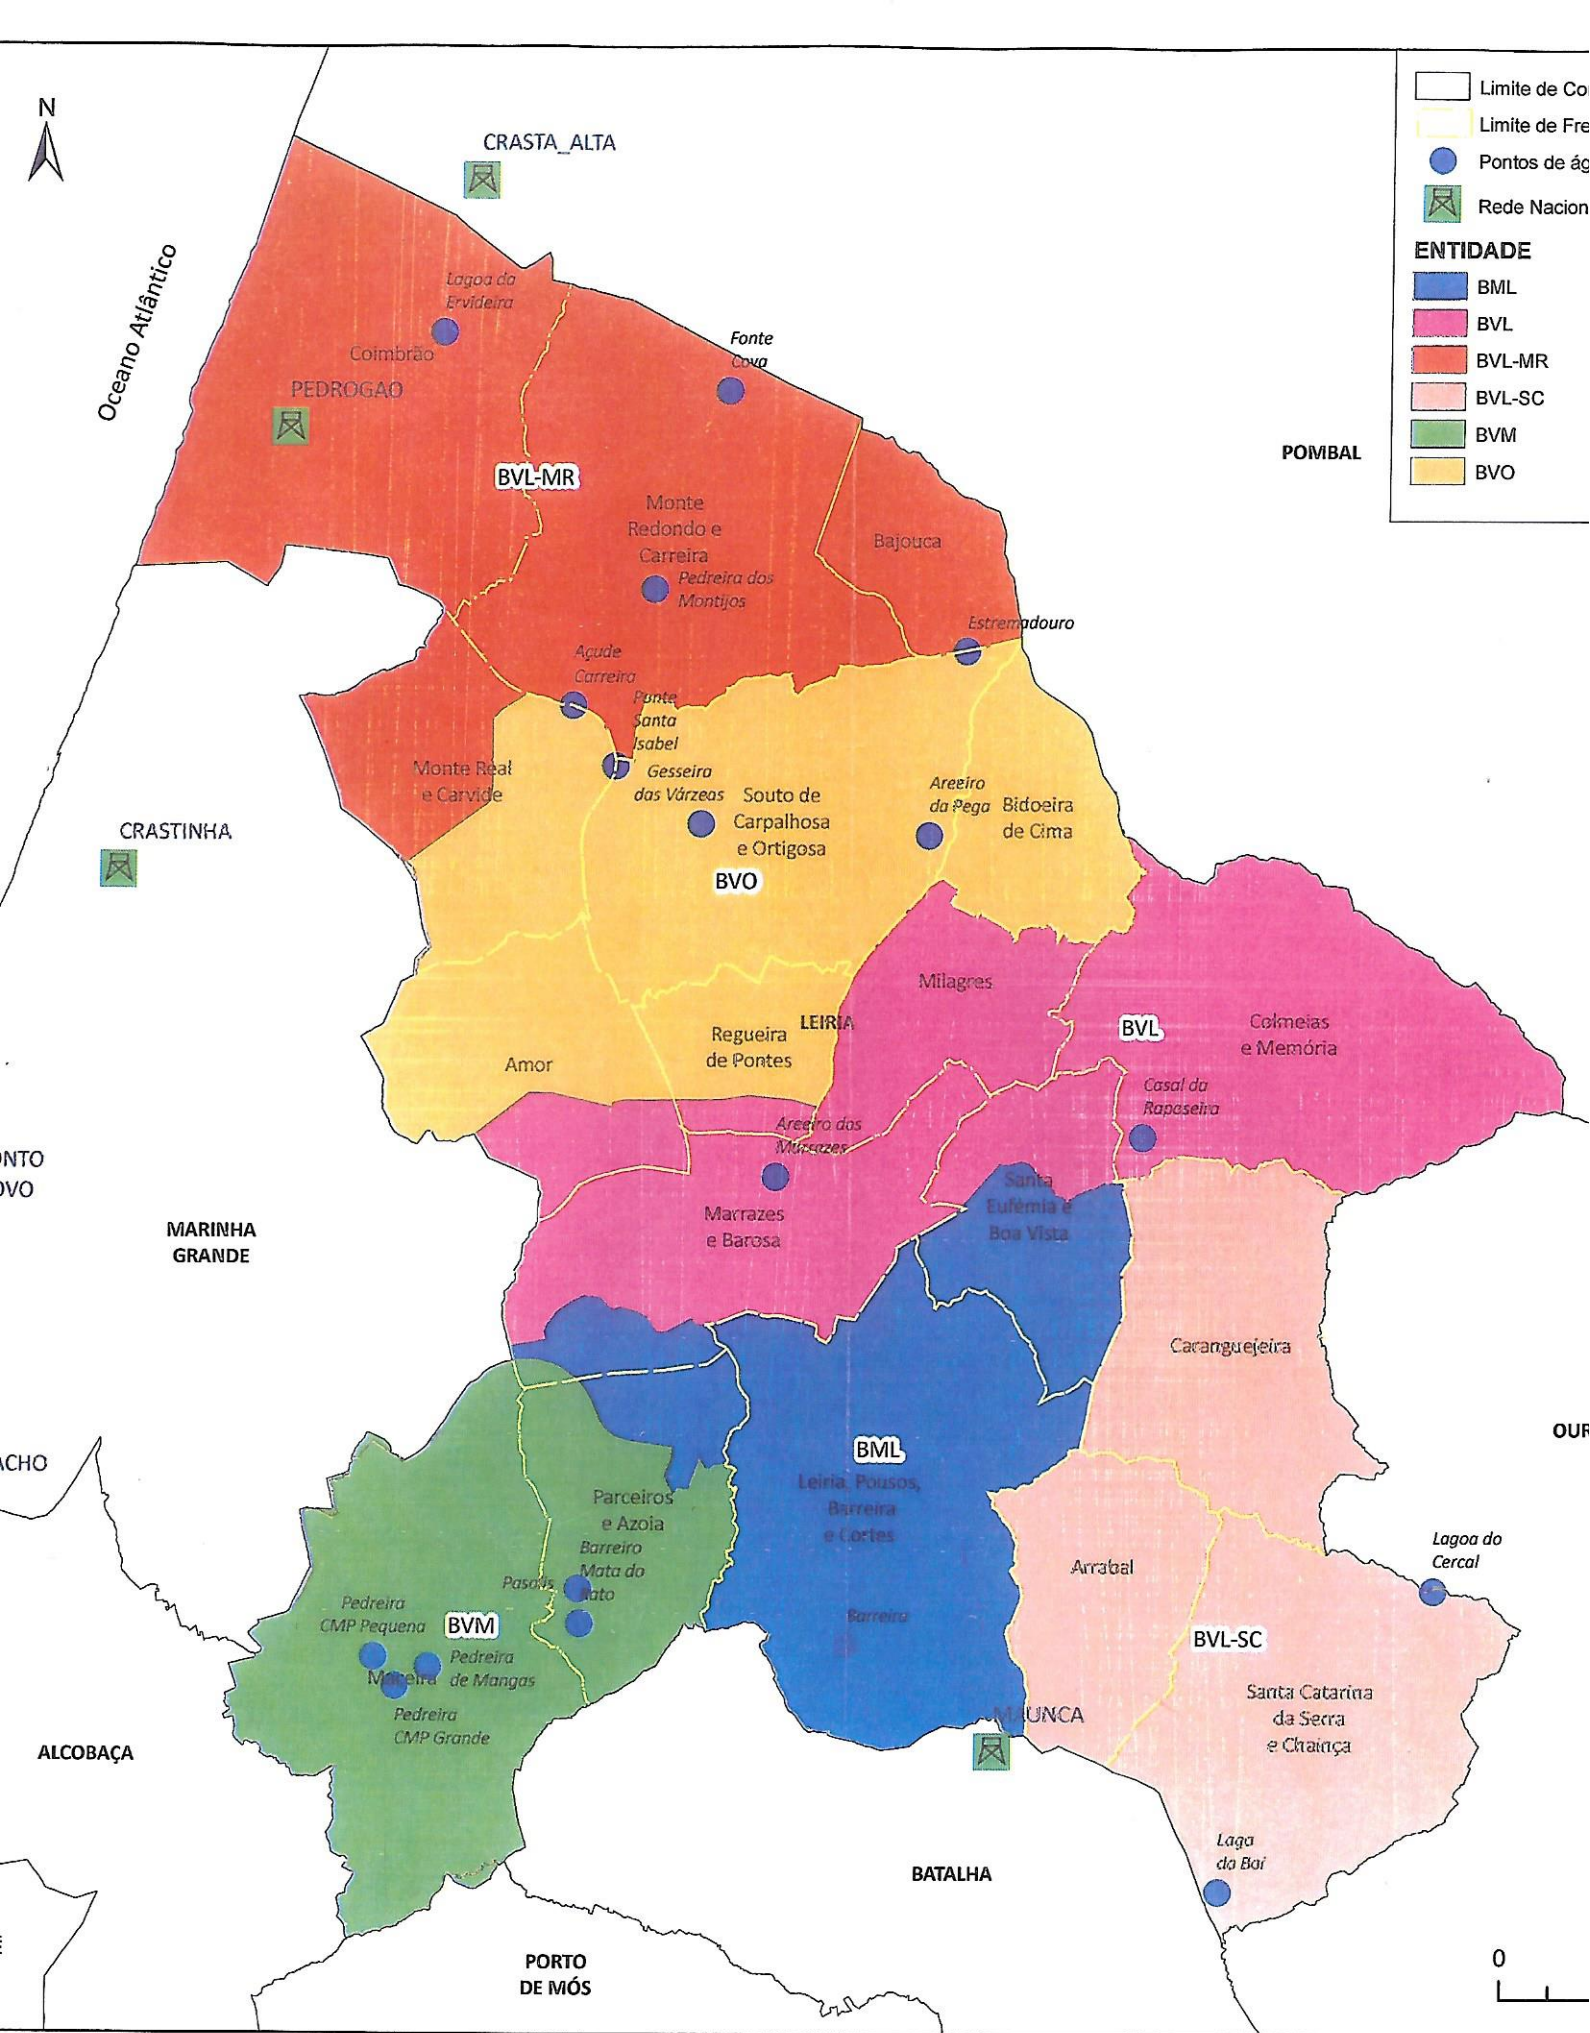 N
CRASTA_ALTA
Oceano Atlântico
Lagoa da
Ervideira
Coimbrão
PEDROGAO
Fonte
Cova
BVL-MR
Monte
Redondo e
Carreira
Pedreira dos
Montijos
Bajouca
Estremadouro
Açude
Carreira
Ponte
Santa
Isabel
Monte Real
e Carvide
Gesseira
das Várzeas
Souto de
Carpalhosa
e Ortigosa
Areeiro
da Pega
Bidoeira
de Cima
BVO
CRASTINHA
POMBAL
Limite de
Limite de
Pontos de
Rede
ENTIDADE
BML
BVL
BVL-MR
BVL-SC
BVM
BVO
Milagres
LEIRIA
BVL
Colmeias
e Memória
Regueira
de Pontes
Amor
Casal da
Raposeira
Areeiro dos
Marrazes
Marrazes
e Barosa
Santa
Eufémia e
Boa Vista
MARINHA
GRANDE
Caranguejeira
BML
Leiria, Pousos,
Barreira
e Cortes
Parceiros
e Azoia
Barreiro
Mata do
Rato
Pasolis
Pedreira
CMP Pequena
BVM
Pedreira
de Mangas
Maceira
Pedreira
CMP Grande
Barreira
Arrabal
BVL-SC
Lagoa do
Cercal
Santa Catarina
da Serra
e Chainça
MAUNCA
ALCOBAÇA
BATALHA
Laga
da Bai
PORTO
DE MÓS
0